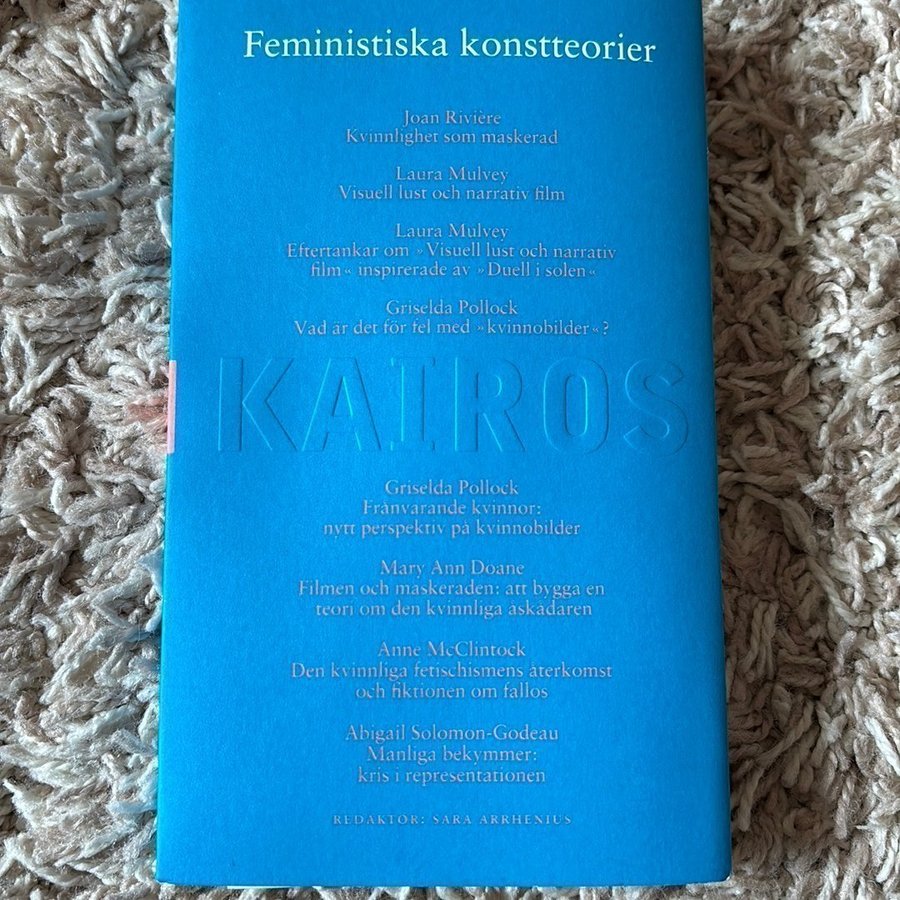 Feministiska konstteorier
Joan Rivière
Kvinnlighet som maskerad
Laura Mulvey
Visuell lust och narrativ film
Laura Mulvey
Eftertankar om »Visuell lust och narrativ
film« inspirerade av »Duell i solen«
Griselda Pollock
Vad är det för fel med »kvinnobilder«?
KAIROS
Griselda Pollock
Frånvarande kvinnor:
nytt perspektiv på kvinnobilder
Mary Ann Doane
Filmen och maskeraden: att bygga en
teori om den kvinnliga åskådaren
Anne McClintock
Den kvinnliga fetischismens återkomst
och fiktionen om fallos
Abigail Solomon-Godeau
Manliga bekymmer:
kris i representationen
REDAKTÖR: SARA ARRHENIUS